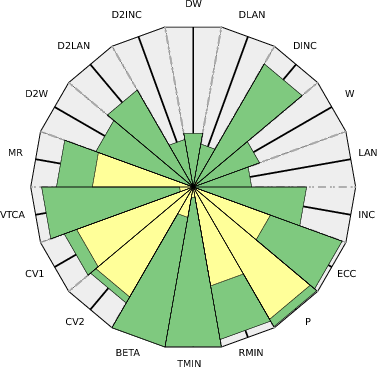 DW
D2INC
DLAN
D2LAN
DINC
D2W
W
MR
LAN
VTCA
INC
CV1
ECC
CV2
P
BETA
RMIN
TMIN